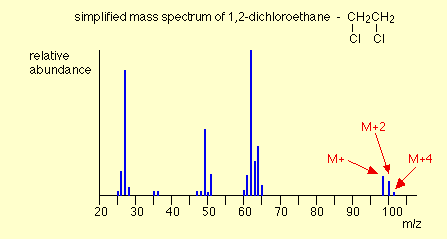 simplified mass spectrum of 1,2-dichloroethane - CH2CH2
Cl Cl
relative
abundance
M+2
M+
M+4
20 30 40 50 60 70 80 90 100
m/z